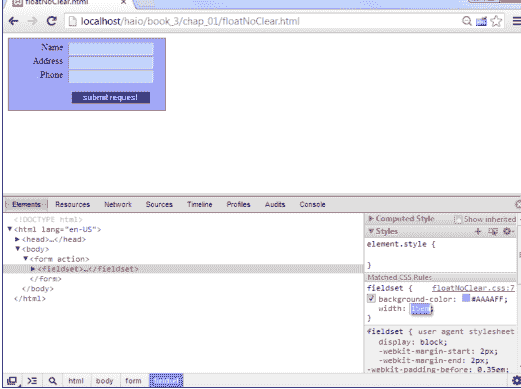 floatNoClear.html
localhost/haio/book_3/chap_01/floatNoClear.html
Name
Address
Phone
submit request
Elements Resources Network Sources Timeline Profiles Audits Console
<!DOCTYPE html>
<html lang="en-US">
<head>…</head>
<body>
<form action>
<fieldset>…</fieldset>
</form>
</body>
</html>
Computed Style Show inherited
Styles
element.style {
}
Matched CSS Rules
fieldset { floatNoClear.css:7
background-color: #AAAAFF;
width:
}
fieldset { user agent stylesheet
display: block;
-webkit-margin-start: 2px;
-webkit-margin-end: 2px;
-webkit-padding-before: 0.35em;
html body form